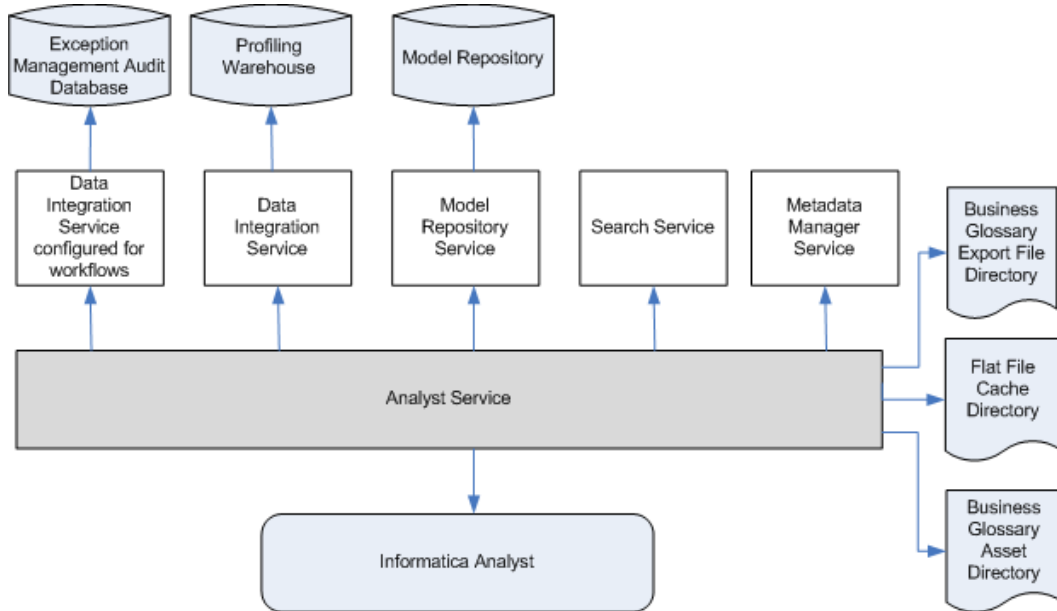 Exception
Management Audit
Database
Profiling
Warehouse
Model Repository
Data
Integration
Service
configured for
workflows
Data
Integration
Service
Model
Repository
Service
Search Service
Metadata
Manager
Service
Business
Glossary
Export File
Directory
Analyst Service
Flat File
Cache
Directory
Business
Glossary
Asset
Directory
Informatica Analyst